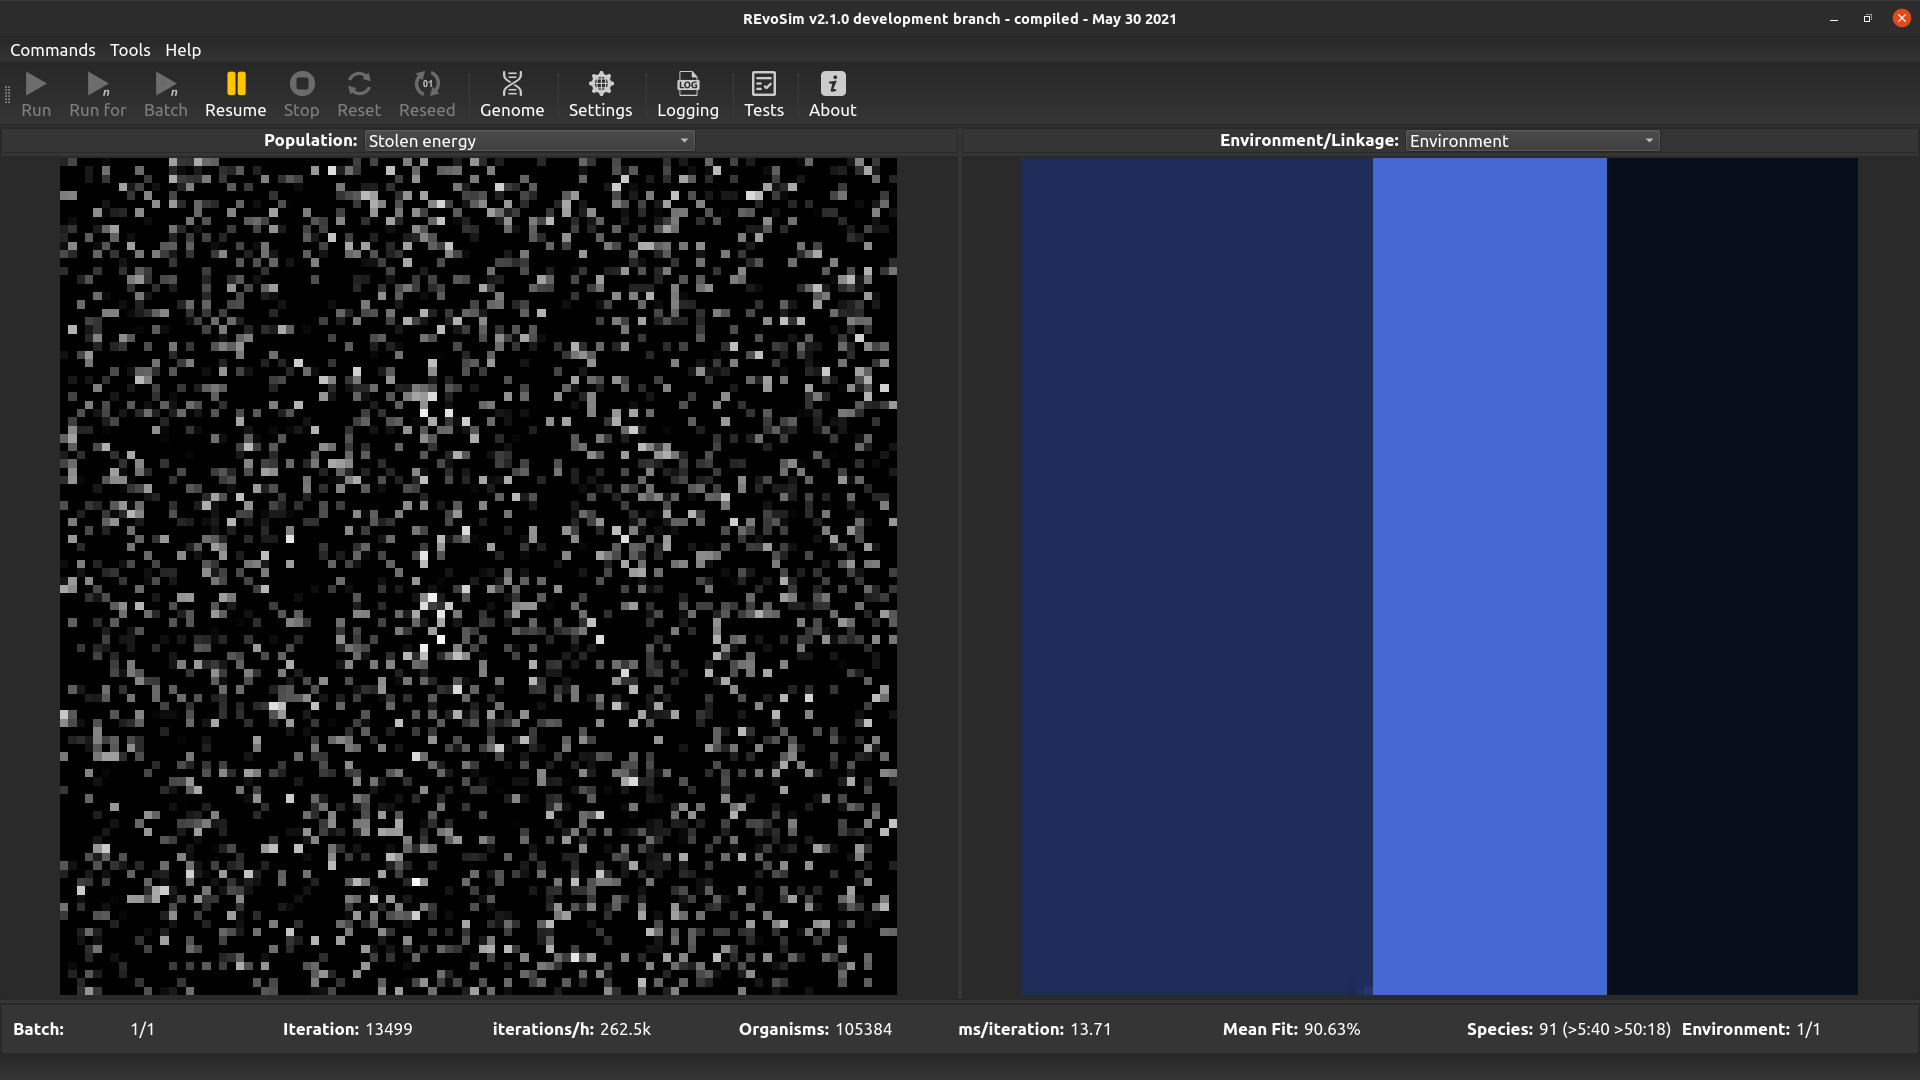 REvoSim v2.1.0 development branch - compiled - May 30 2021
Commands Tools Help
Run Run for Batch Resume Stop Reset Reseed Genome Settings Logging Tests About
n n 01 LOG i
Population: Stolen energy Environment/Linkage: Environment
Batch: 1/1 Iteration: 13499 iterations/h: 262.5k Organisms: 105384 ms/iteration: 13.71 Mean Fit: 90.63% Species: 91 (>5:40 >50:18) Environment: 1/1